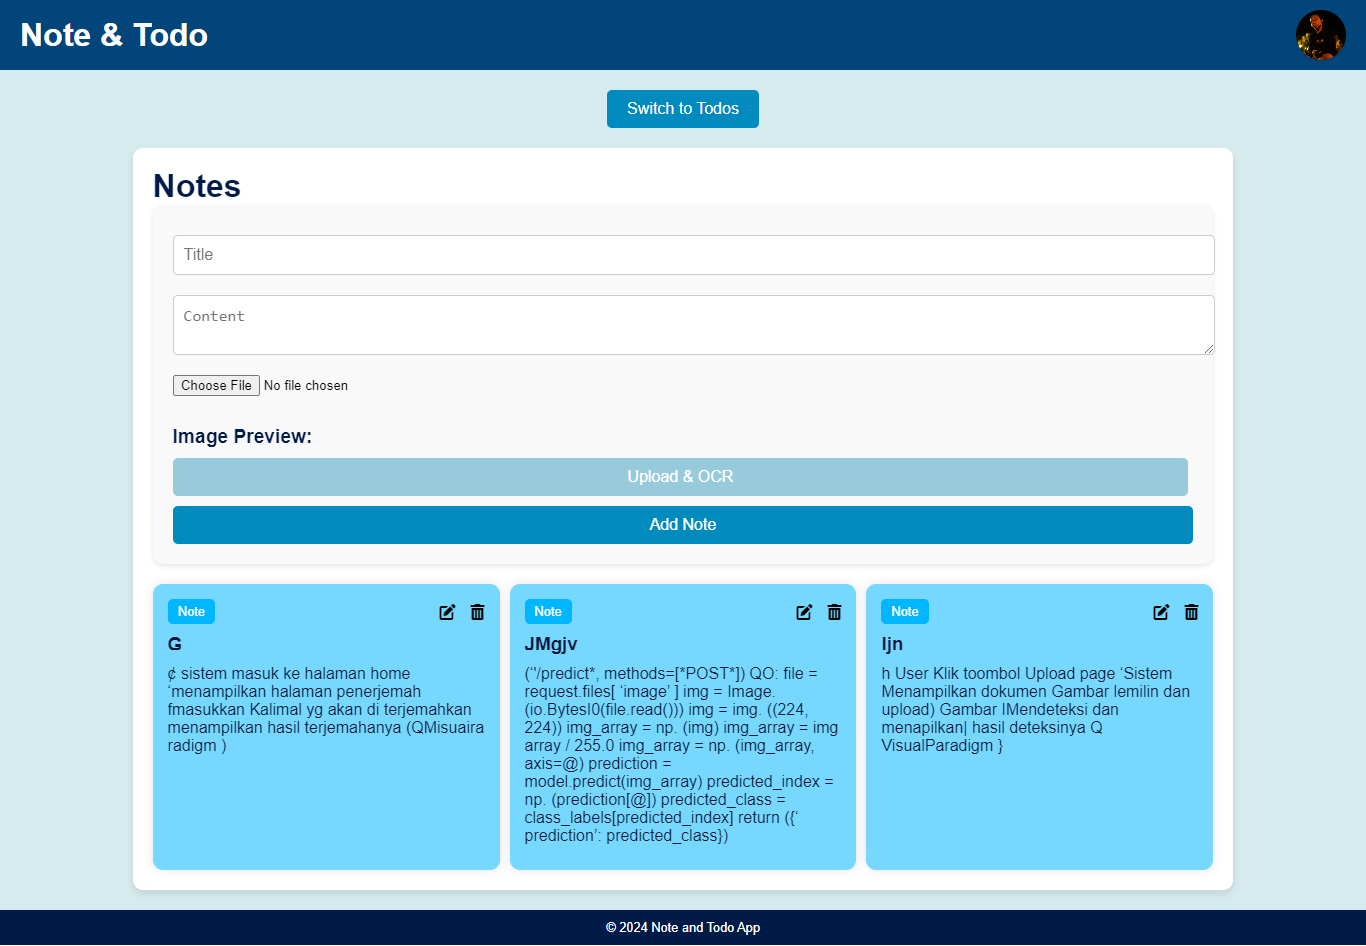 Note & Todo
Switch to Todos
Notes
Title
Content
Choose File No file chosen
Image Preview:
Upload & OCR
Add Note
Note
G
¢ sistem masuk ke halaman home
‘menampilkan halaman penerjemah
fmasukkan Kalimal yg akan di terjemahkan
menampilkan hasil terjemahanya (QMisuaira
radigm )
Note
JMgjv
(‘'/predict*, methods=[*POST*]) QO: file =
request.files[ ‘image’ ] img = Image.
(io.BytesI0(file.read())) img = img. ((224,
224)) img_array = np. (img) img_array = img
array / 255.0 img_array = np. (img_array,
axis=@) prediction =
model.predict(img_array) predicted_index =
np. (prediction[@]) predicted_class =
class_labels[predicted_index] return ({‘
prediction’: predicted_class})
Note
Ijn
h User Klik toombol Upload page ‘Sistem
Menampilkan dokumen Gambar lemilin dan
upload) Gambar IMendeteksi dan
menapilkan| hasil deteksinya Q
VisualParadigm }
© 2024 Note and Todo App